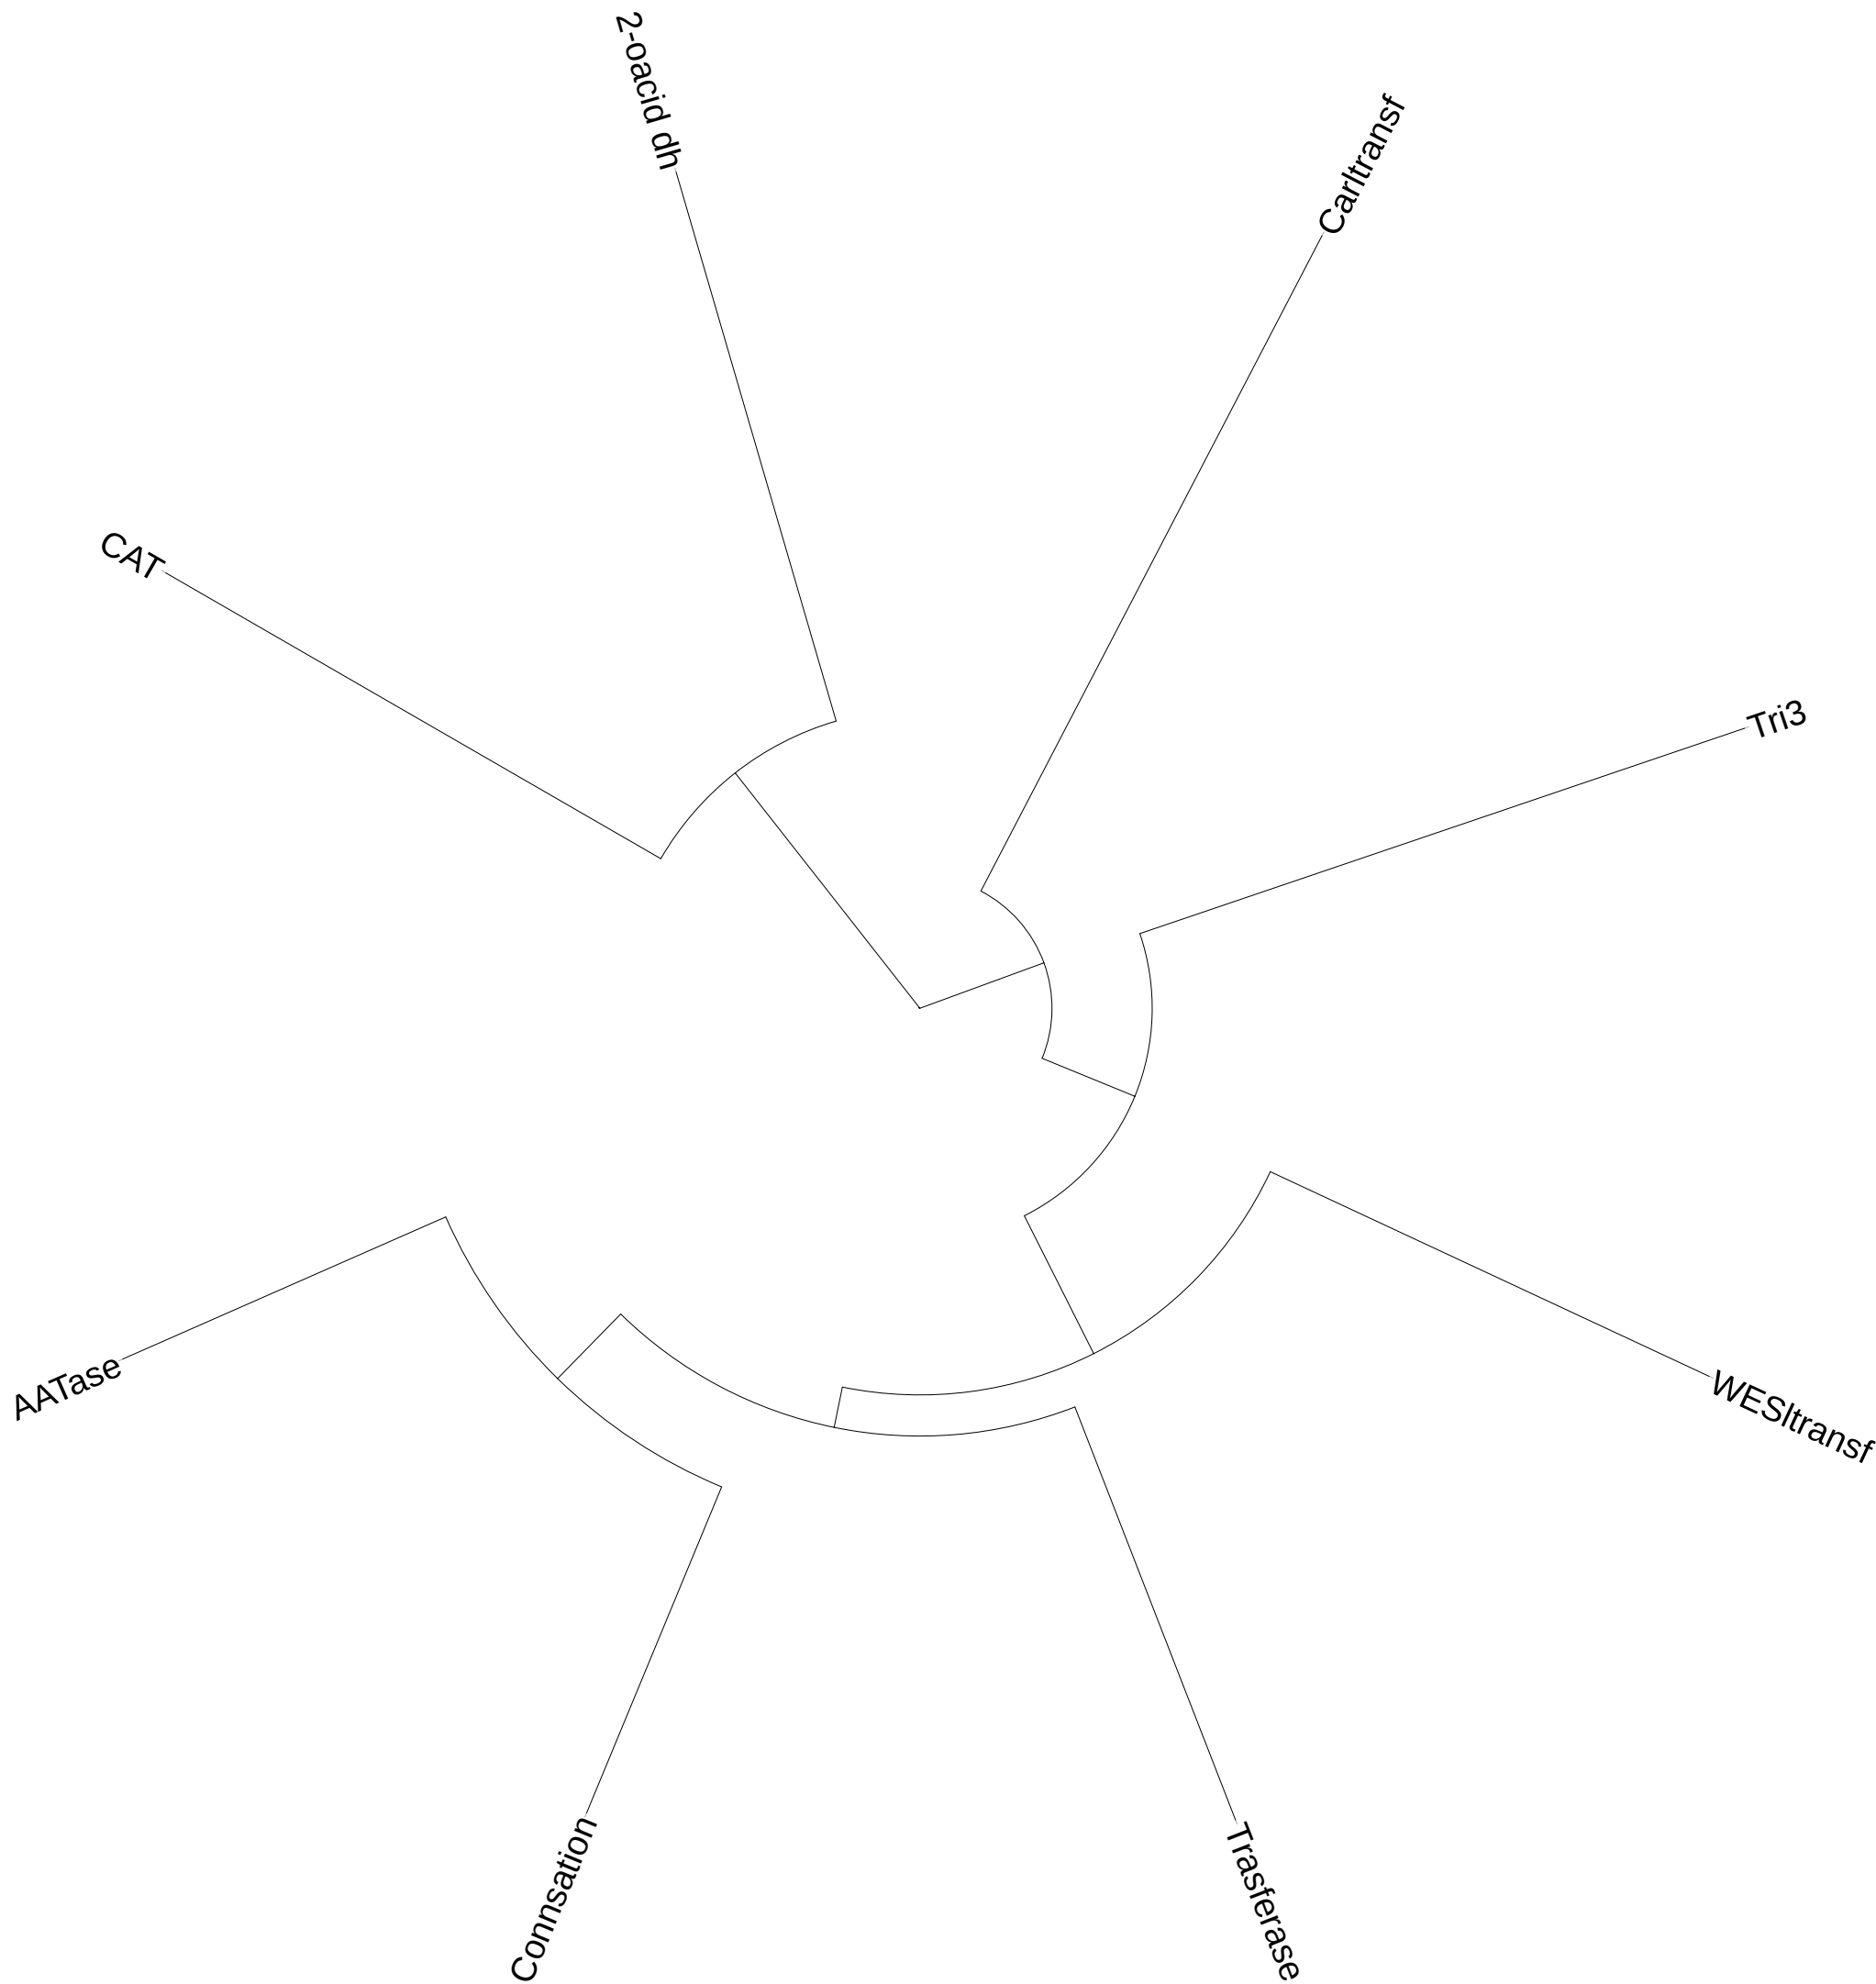 2-oacid dh
Carltransf
CAT
Tri3
AATase
WESltransf
Connsation
Trasferase